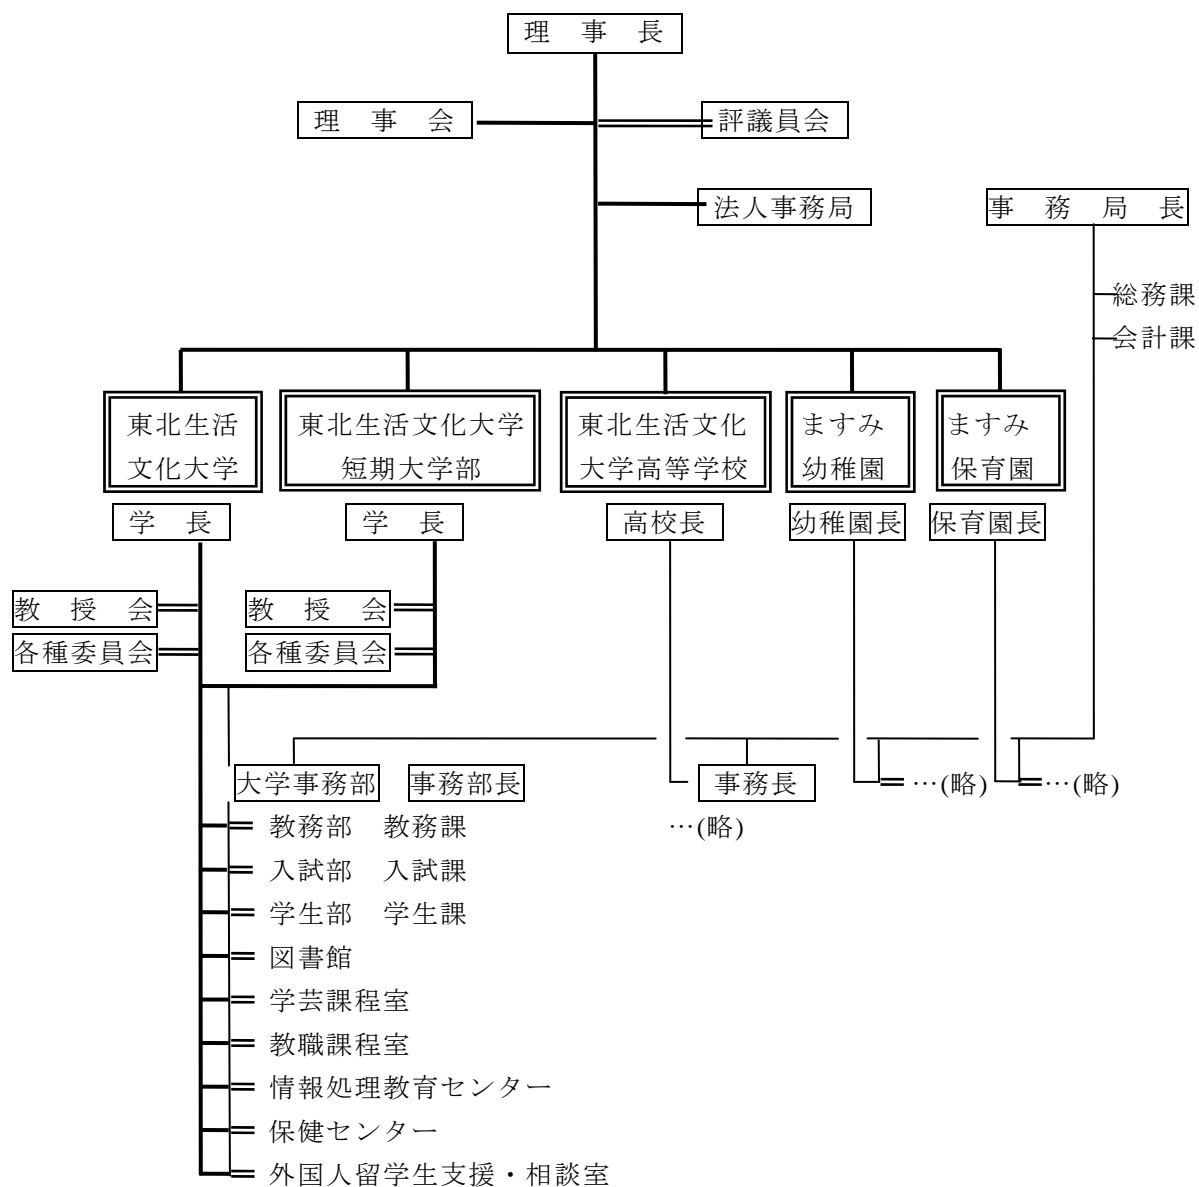 理　事　長
理　事　会
評議員会
法人事務局
事　務　局　長
総務課
会計課
東北生活
文化大学
東北生活文化大学
短期大学部
東北生活文化
大学高等学校
ますみ
幼稚園
ますみ
保育園
学　長
学　長
高校長
幼稚園長
保育園長
教　授　会
教　授　会
各種委員会
各種委員会
大学事務部
事務部長
事務長
…(略)
…(略)
…(略)
教務部　教務課
入試部　入試課
学生部　学生課
図書館
学芸課程室
教職課程室
情報処理教育センター
保健センター
外国人留学生支援・相談室